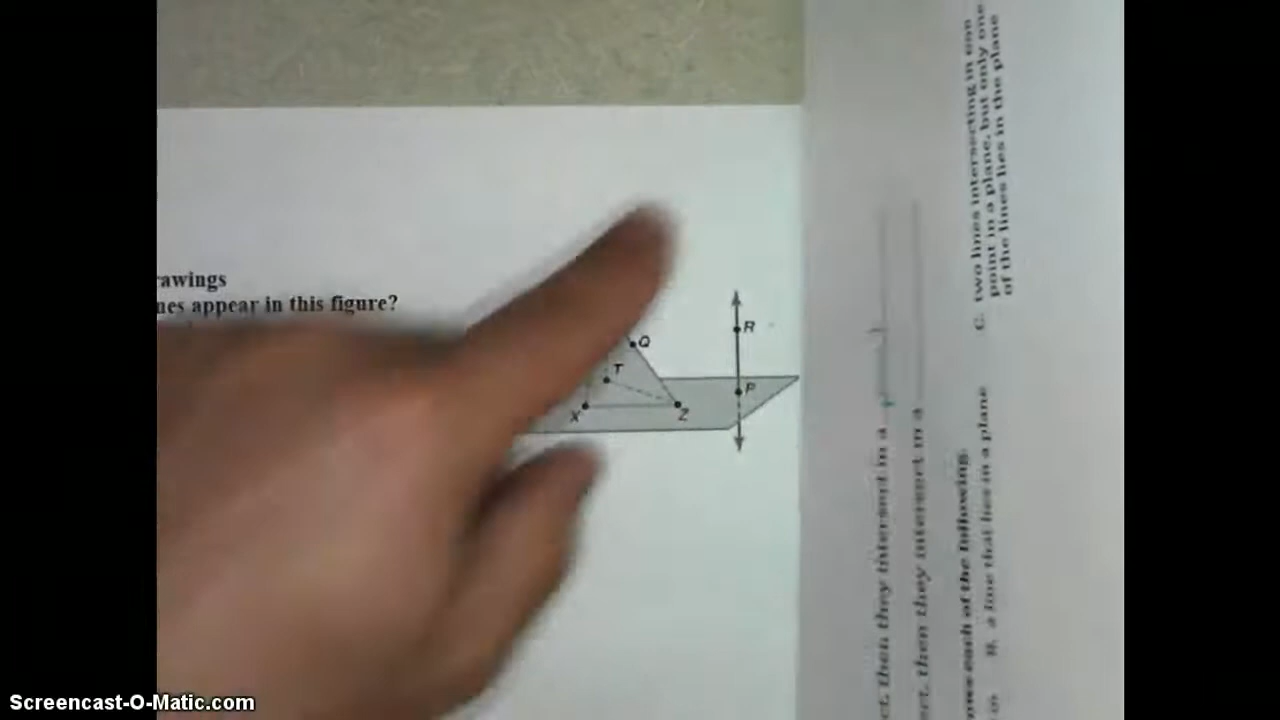 rawings
nes appear in this figure?
Q
R
T
P
X
Z
ct, then they intersect in a
ect, then they intersect in a
ows each of the following.
B. a line that lies in a plane
C. two lines intersecting in one
point in a plane, but only one
of the lines lies in the plane
Screencast-O-Matic.com